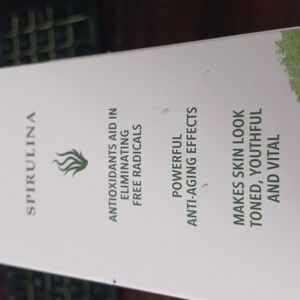 SPIRULINA
ANTIOXIDANTS AID IN
ELIMINATING
FREE RADICALS
POWERFUL
ANTI-AGING EFFECTS
MAKES SKIN LOOK
TONED, YOUTHFUL
AND VITAL